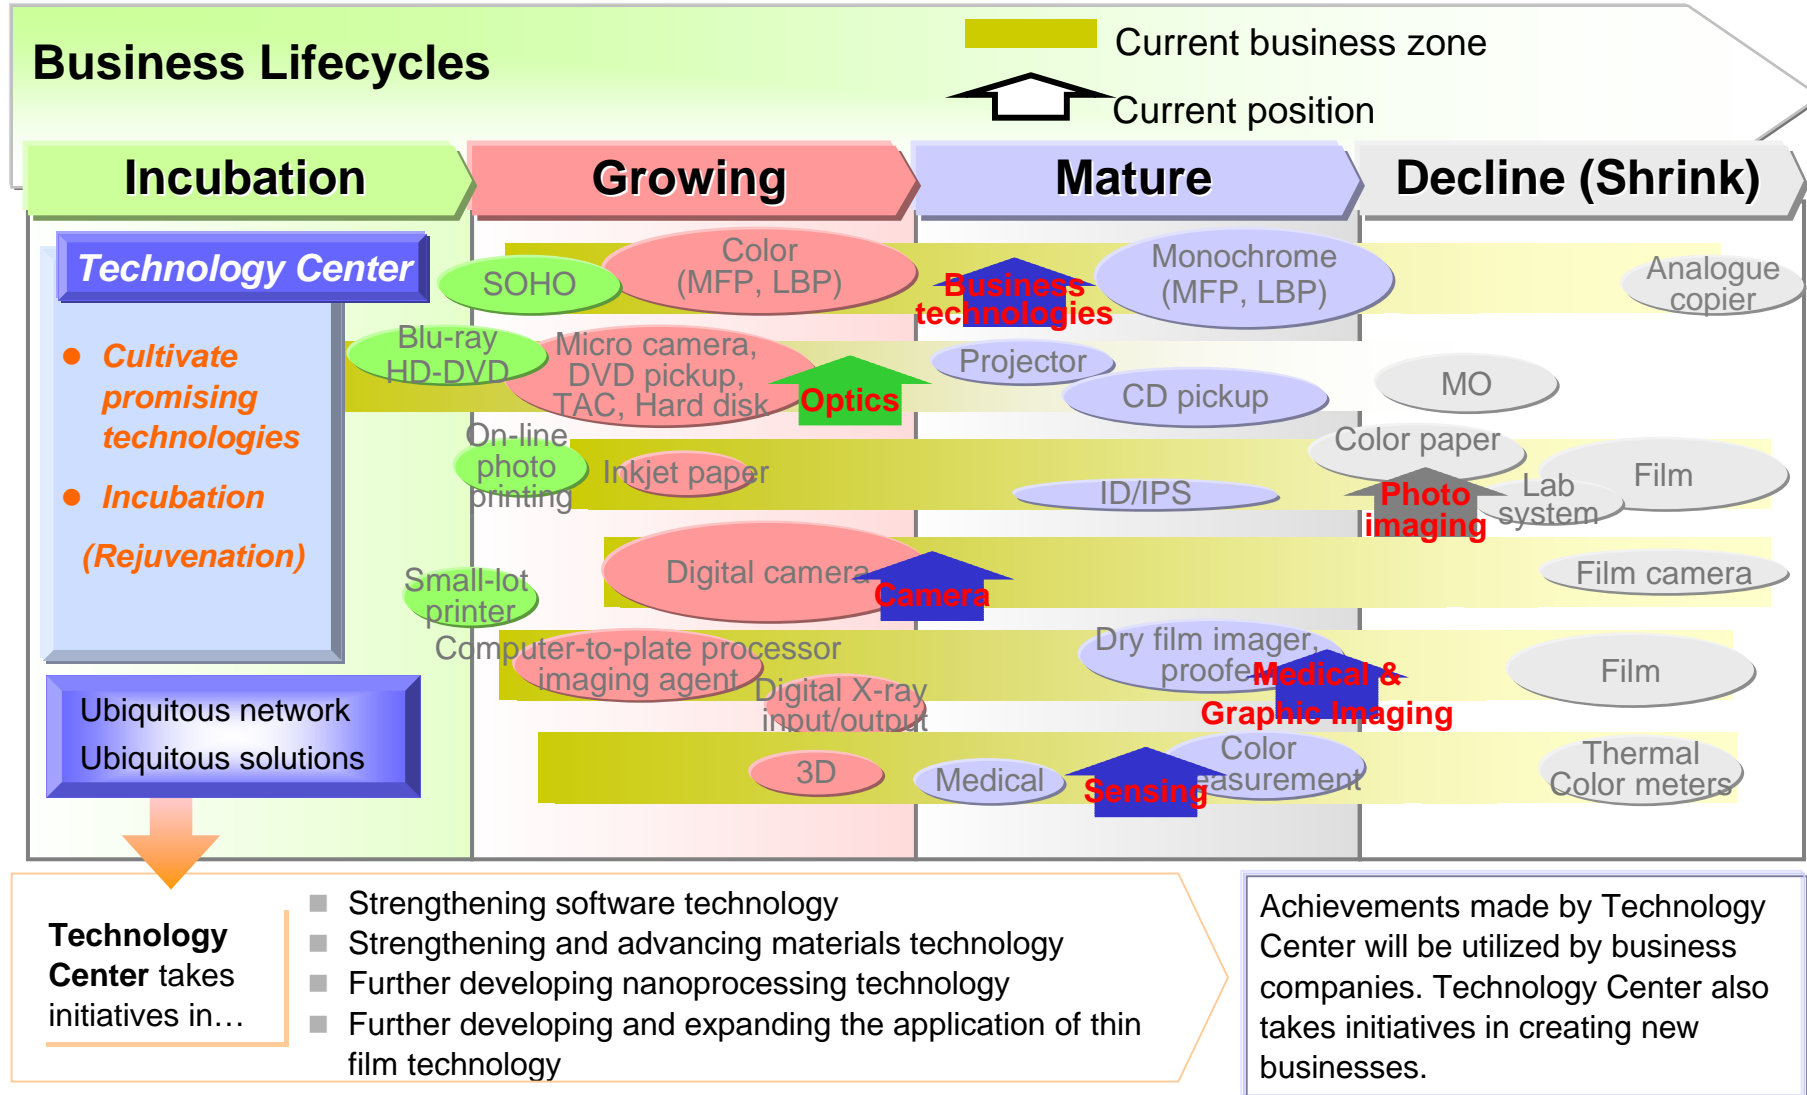 Business Lifecycles
Current business zone
Current position
Incubation
Growing
Mature
Decline (Shrink)
Technology Center
● Cultivate
promising
technologies
● Incubation
(Rejuvenation)
Ubiquitous network
Ubiquitous solutions
SOHO
Color
(MFP, LBP)
Business
technologies
Monochrome
(MFP, LBP)
Analogue
copier
Blu-ray
HD-DVD
Micro camera,
DVD pickup,
TAC, Hard disk
Optics
Projector
CD pickup
MO
On-line
photo
printing
Inkjet paper
ID/IPS
Color paper
Photo
imaging
Lab
system
Film
Small-lot
printer
Digital camera
Camera
Film camera
Computer-to-plate processor
imaging agent
Digital X-ray
input/output
Dry film imager,
Medical &
Graphic Imaging
Film
3D
Medical
Sensing
Color
Thermal
Color meters
Technology
Center takes
initiatives in…
■ Strengthening software technology
■ Strengthening and advancing materials technology
■ Further developing nanoprocessing technology
■ Further developing and expanding the application of thin
film technology
Achievements made by Technology
Center will be utilized by business
companies. Technology Center also
takes initiatives in creating new
businesses.